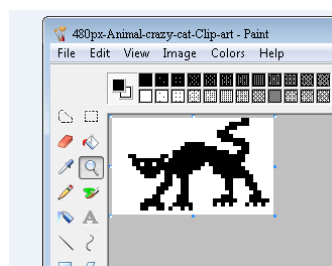 480px-Animal-crazy-cat-Clip-art - Paint
File Edit View Image Colors Help
A